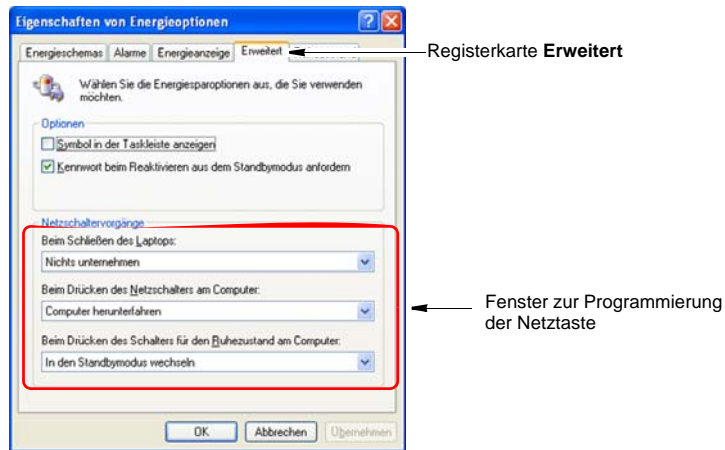 Eigenschaften von Energieoptionen
Energieschemas Alarme Energieanzeige Erweitert
Registerkarte Erweitert
Wählen Sie die Energiesparoptionen aus, die Sie verwenden
möchten.
Optionen
Symbol in der Taskleiste anzeigen
Kennwort beim Reaktivieren aus dem Standbymodus anfordern
Netzschaltervorgänge
Beim Schließen des Laptops:
Nichts unternehmen
Beim Drücken des Netzschalters am Computer:
Computer herunterfahren
Fenster zur Programmierung
der Netztaste
Beim Drücken des Schalters für den Ruhezustand am Computer:
In den Standbymodus wechseln
OK Abbrechen Übernehmen